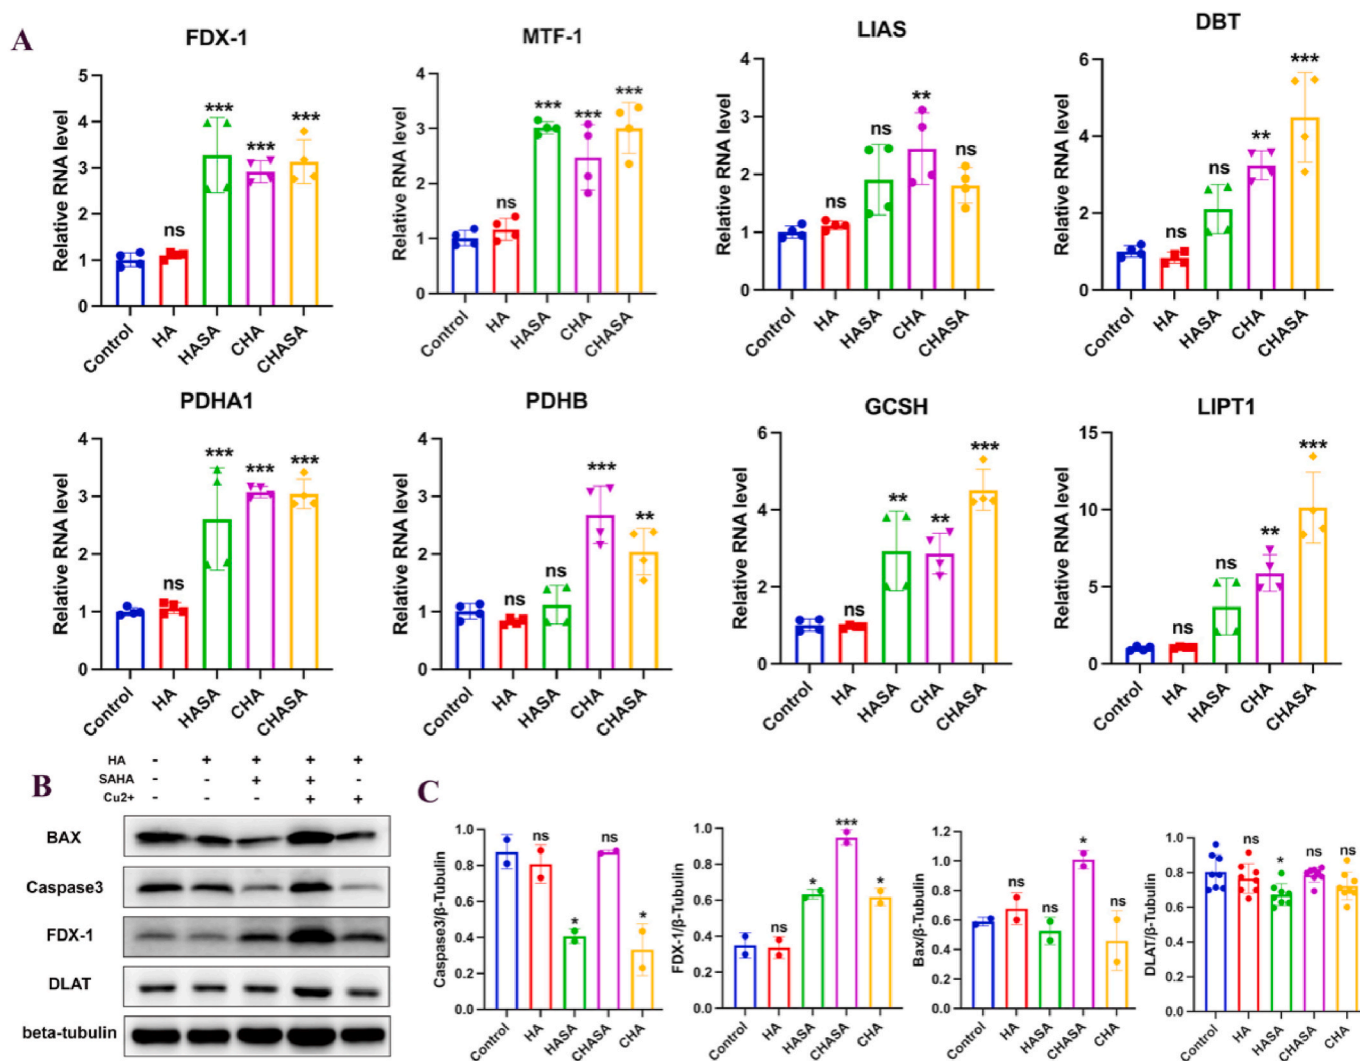 A
FDX-1
Relative RNA level
5
4
3
2
1
0
ns
***
***
***
Control
HA
HASA
CHA
CHASA
MTF-1
Relative RNA level
4
3
2
1
0
ns
***
***
***
Control
HA
HASA
CHA
CHASA
LIAS
Relative RNA level
4
3
2
1
0
ns
ns
**
ns
Control
HA
HASA
CHA
CHASA
DBT
Relative RNA level
6
4
2
0
ns
ns
**
***
Control
HA
HASA
CHA
CHASA
PDHA1
Relative RNA level
4
3
2
1
0
ns
***
***
***
Control
HA
HASA
CHA
CHASA
PDHB
Relative RNA level
4
3
2
1
0
ns
ns
***
**
Control
HA
HASA
CHA
CHASA
GCSH
Relative RNA level
6
4
2
0
ns
**
**
***
Control
HA
HASA
CHA
CHASA
LIPT1
Relative RNA level
15
10
5
0
ns
ns
**
***
Control
HA
HASA
CHA
CHASA
B
HA - + + + +
SAHA - - + + -
Cu2+ - - - + +
BAX
Caspase3
FDX-1
DLAT
beta-tubulin
C
Caspase3/β-Tubulin
1.0
0.8
0.6
0.4
0.2
0.0
ns
*
ns
*
Control
HA
HASA
CHASA
CHA
FDX-1/β-Tubulin
1.0
0.8
0.6
0.4
0.2
0.0
ns
*
***
*
Control
HA
HASA
CHASA
CHA
Bax/β-Tubulin
1.2
1.0
0.8
0.6
0.4
0.2
0.0
ns
ns
*
ns
Control
HA
HASA
CHASA
CHA
DLAT/β-Tubulin
1.0
0.8
0.6
0.4
0.2
0.0
ns
*
ns
ns
Control
HA
HASA
CHASA
CHA